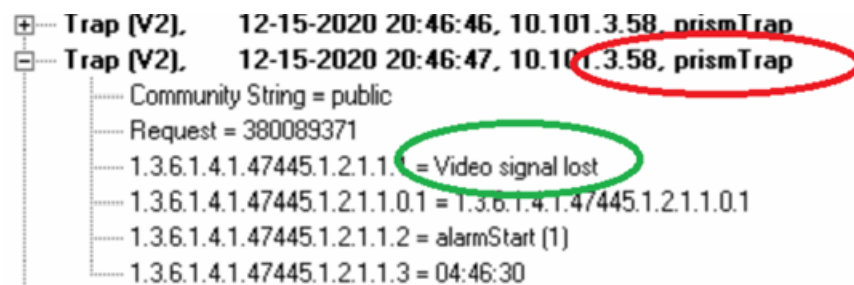 Trap (V2), 12-15-2020 20:46:46, 10.101.3.58, prismTrap
Trap (V2), 12-15-2020 20:46:47, 10.101.3.58, prismTrap
Community String = public
Request = 380089371
1.3.6.1.4.1.47445.1.2.1.1.1 = Video signal lost
1.3.6.1.4.1.47445.1.2.1.1.0.1 = 1.3.6.1.4.1.47445.1.2.1.1.0.1
1.3.6.1.4.1.47445.1.2.1.1.2 = alarmStart (1)
1.3.6.1.4.1.47445.1.2.1.1.3 = 04:46:30